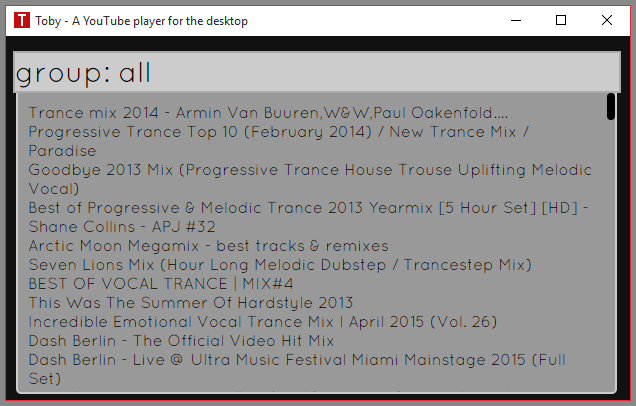 T Toby - A YouTube player for the desktop
group: all
Trance mix 2014 - Armin Van Buuren,W&W,Paul Oakenfold....
Progressive Trance Top 10 (February 2014) / New Trance Mix /
Paradise
Goodbye 2013 Mix (Progressive Trance House Trouse Uplifting Melodic
Vocal)
Best of Progressive & Melodic Trance 2013 Yearmix [5 Hour Set] [HD] -
Shane Collins - APJ #32
Arctic Moon Megamix - best tracks & remixes
Seven Lions Mix (Hour Long Melodic Dubstep / Trancestep Mix)
BEST OF VOCAL TRANCE | MIX#4
This Was The Summer Of Hardstyle 2013
Incredible Emotional Vocal Trance Mix l April 2015 (Vol. 26)
Dash Berlin - The Official Video Hit Mix
Dash Berlin - Live @ Ultra Music Festival Miami Mainstage 2015 (Full
Set)